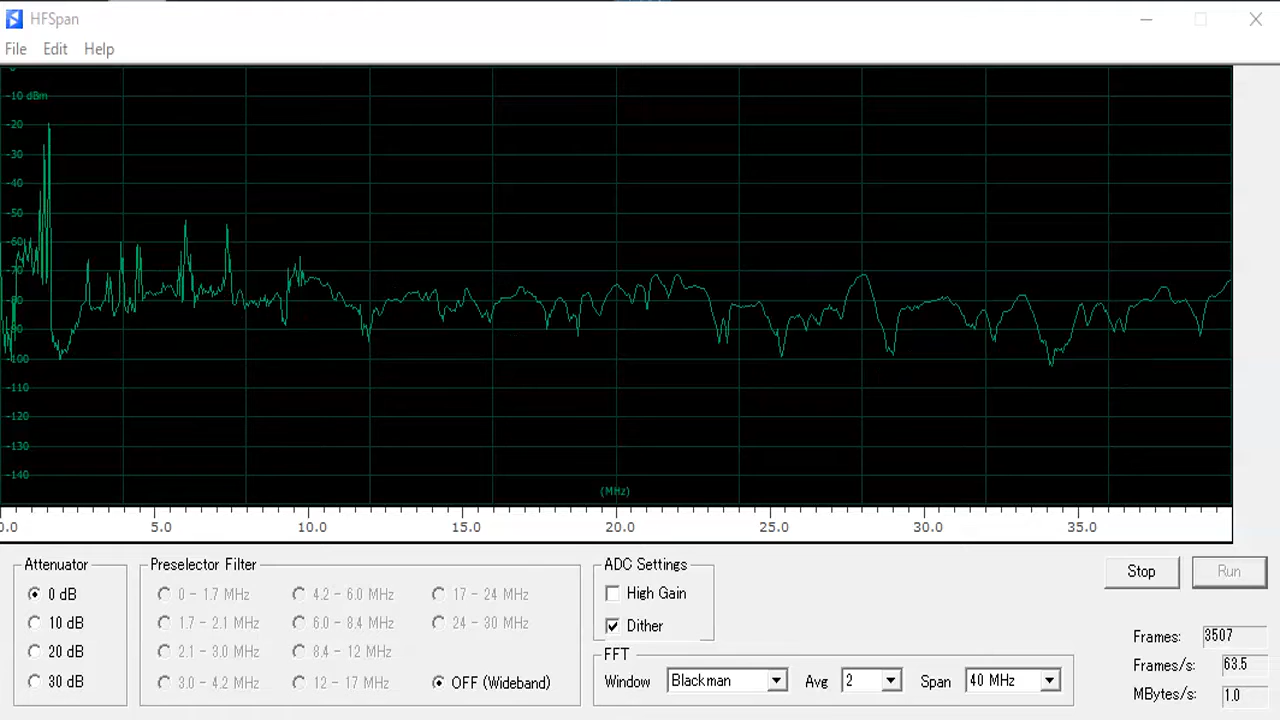 HFSpan
File Edit Help
0
-10 dBm
-20
-30
-40
-50
-60
-70
-80
-90
-100
-110
-120
-130
-140
(MHz)
0.0 5.0 10.0 15.0 20.0 25.0 30.0 35.0
Attenuator
0 dB
10 dB
20 dB
30 dB
Preselector Filter
0 - 1.7 MHz 4.2 - 6.0 MHz 17 - 24 MHz
1.7 - 2.1 MHz 6.0 - 8.4 MHz 24 - 30 MHz
2.1 - 3.0 MHz 8.4 - 12 MHz
3.0 - 4.2 MHz 12 - 17 MHz OFF (Wideband)
ADC Settings
High Gain
Dither
FFT
Window Blackman Avg 2 Span 40 MHz
Stop Run
Frames: 3507
Frames/s: 63.5
MBytes/s: 1.0